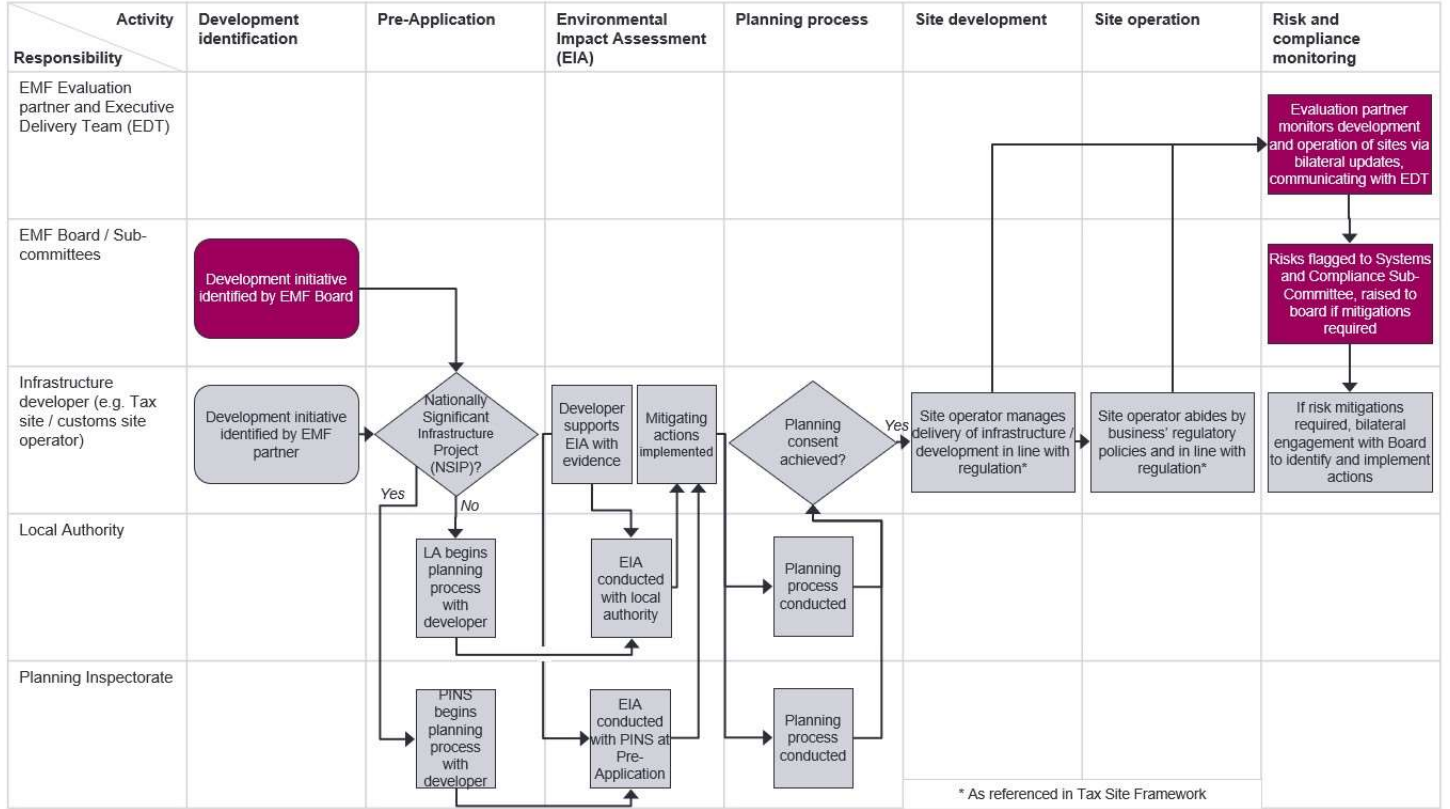 Activity
Responsibility
Development
identification
Pre-Application
Environmental
Impact Assessment
(EIA)
Planning process
Site development
Site operation
Risk and
compliance
monitoring
EMF Evaluation
partner and Executive
Delivery Team (EDT)
Evaluation partner
monitors development
and operation of sites via
bilateral updates,
communicating with EDT
EMF Board / Sub-
committees
Development initiative
identified by EMF Board
Risks flagged to Systems
and Compliance Sub-
Committee, raised to
board if mitigations
required
Infrastructure
developer (e.g. Tax
site / customs site
operator)
Development initiative
identified by EMF
partner
Nationally
Significant
Infrastructure
Project
(NSIP)?
Yes
No
Developer
supports
EIA with
evidence
Mitigating
actions
implemented
Planning
consent
achieved?
Yes
Site operator manages
delivery of infrastructure /
development in line with
regulation*
Site operator abides by
business’ regulatory
policies and in line with
regulation*
If risk mitigations
required, bilateral
engagement with Board
to identify and implement
actions
Local Authority
LA begins
planning
process
with
developer
EIA
conducted
with local
authority
Planning
process
conducted
Planning Inspectorate
PINS
begins
planning
process
with
developer
EIA
conducted
with PINS at
Pre-
Application
Planning
process
conducted
* As referenced in Tax Site Framework